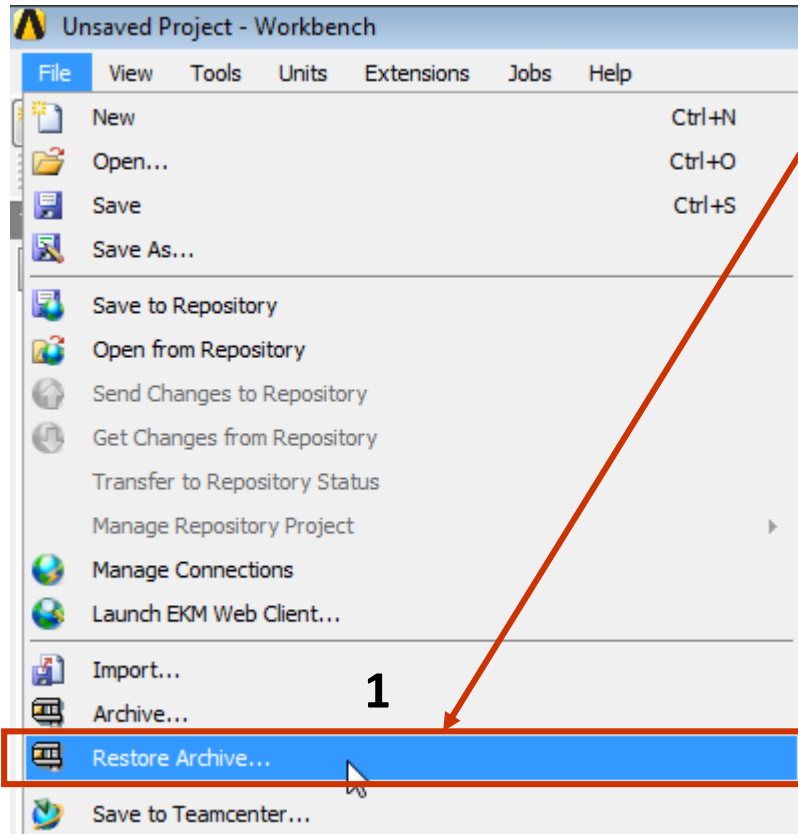 Unsaved Project - Workbench
File View Tools Units Extensions Jobs Help
New Ctrl+N
Open... Ctrl+O
Save Ctrl+S
Save As...
Save to Repository
Open from Repository
Send Changes to Repository
Get Changes from Repository
Transfer to Repository Status
Manage Repository Project
Manage Connections
Launch EKM Web Client...
Import...
1
Archive...
Restore Archive...
Save to Teamcenter...